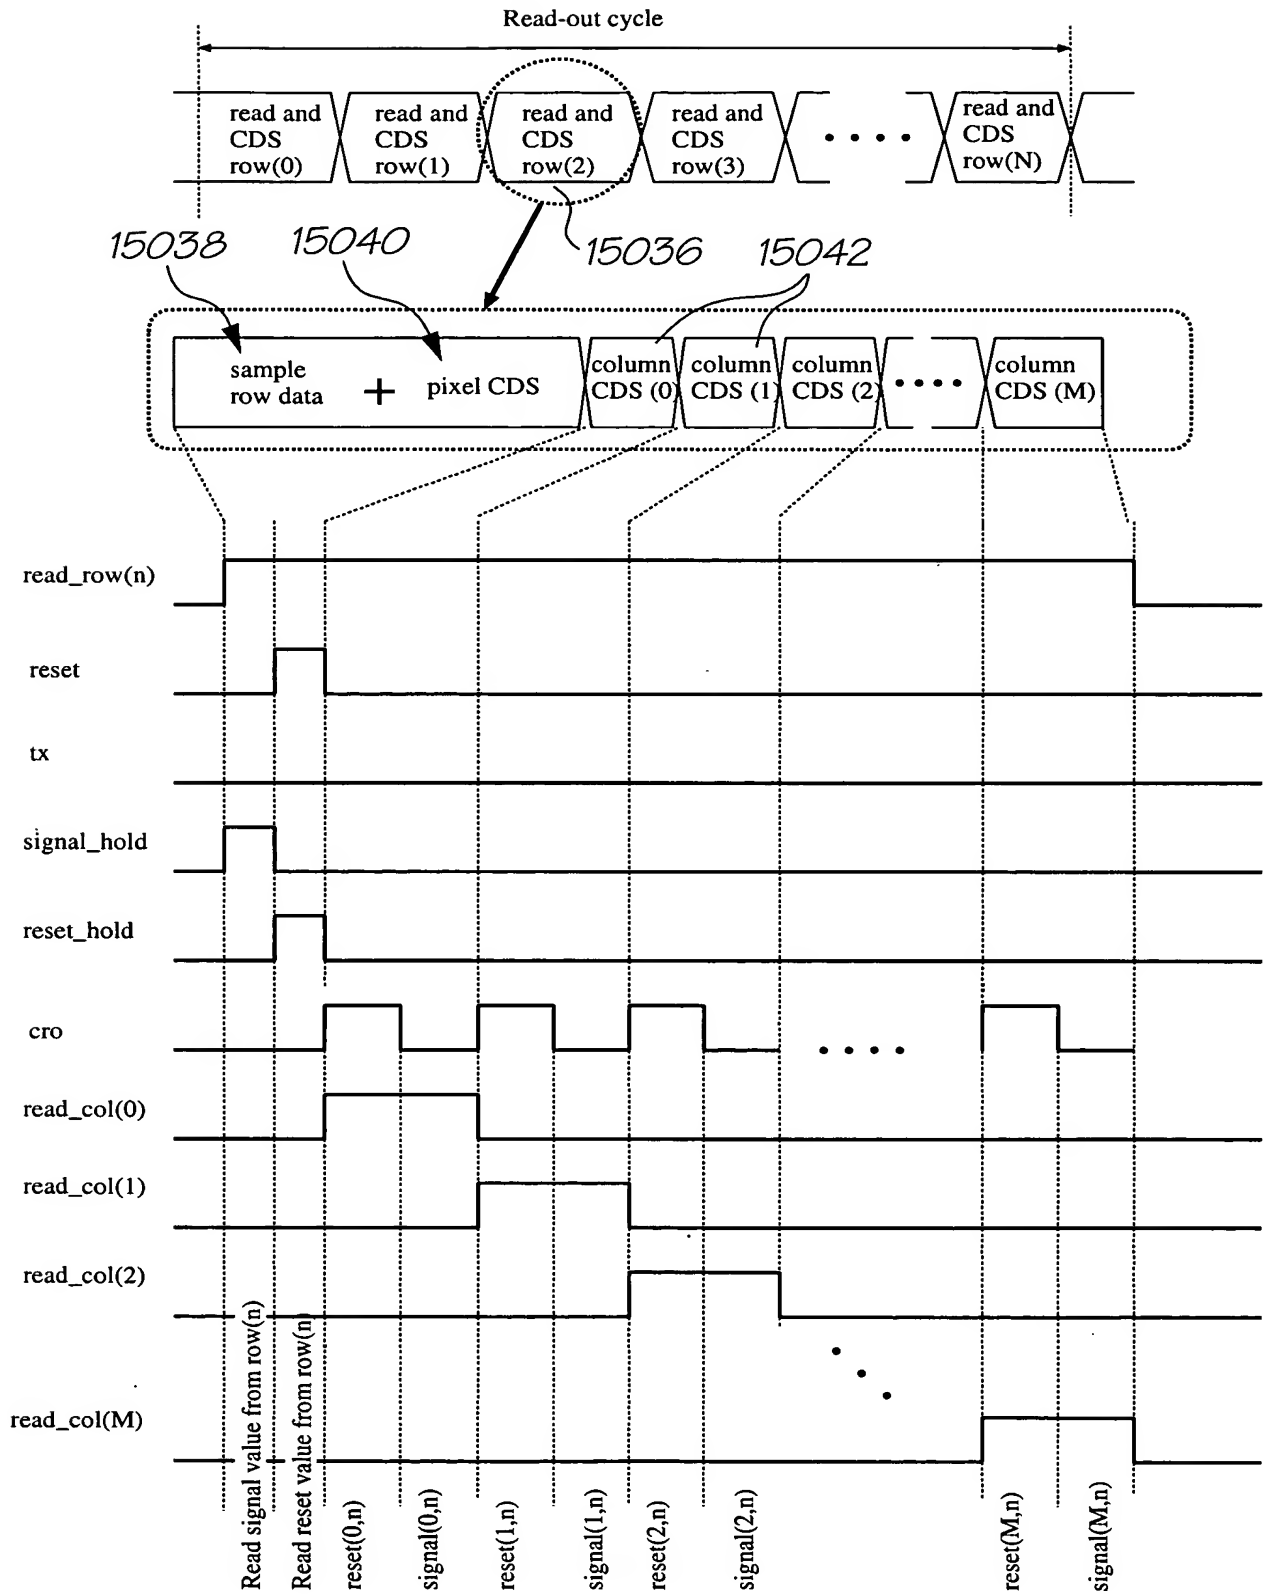 Read-out cycle
read and
CDS
row(0)
read and
CDS
row(1)
read and
CDS
row(2)
read and
CDS
row(3)
read and
CDS
row(N)
15038
15040
15036
15042
sample
row data
+
pixel CDS
column
CDS (0)
column
CDS (1)
column
CDS (2)
column
CDS (M)
read_row(n)
reset
tx
signal_hold
reset_hold
cro
read_col(0)
read_col(1)
read_col(2)
read_col(M)
Read signal value from row(n)
Read reset value from row(n)
reset(0,n)
signal(0,n)
reset(1,n)
signal(1,n)
reset(2,n)
signal(2,n)
reset(M,n)
signal(M,n)